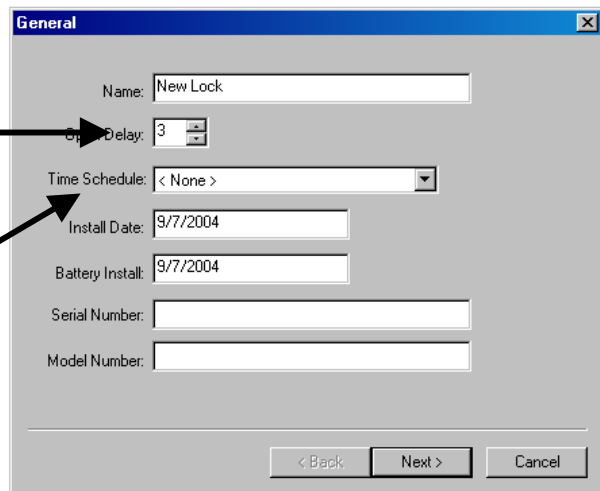 General
Name: New Lock
Delay: 3
Time Schedule: < None >
Install Date: 9/7/2004
Battery Install: 9/7/2004
Serial Number:
Model Number:
< Back Next > Cancel